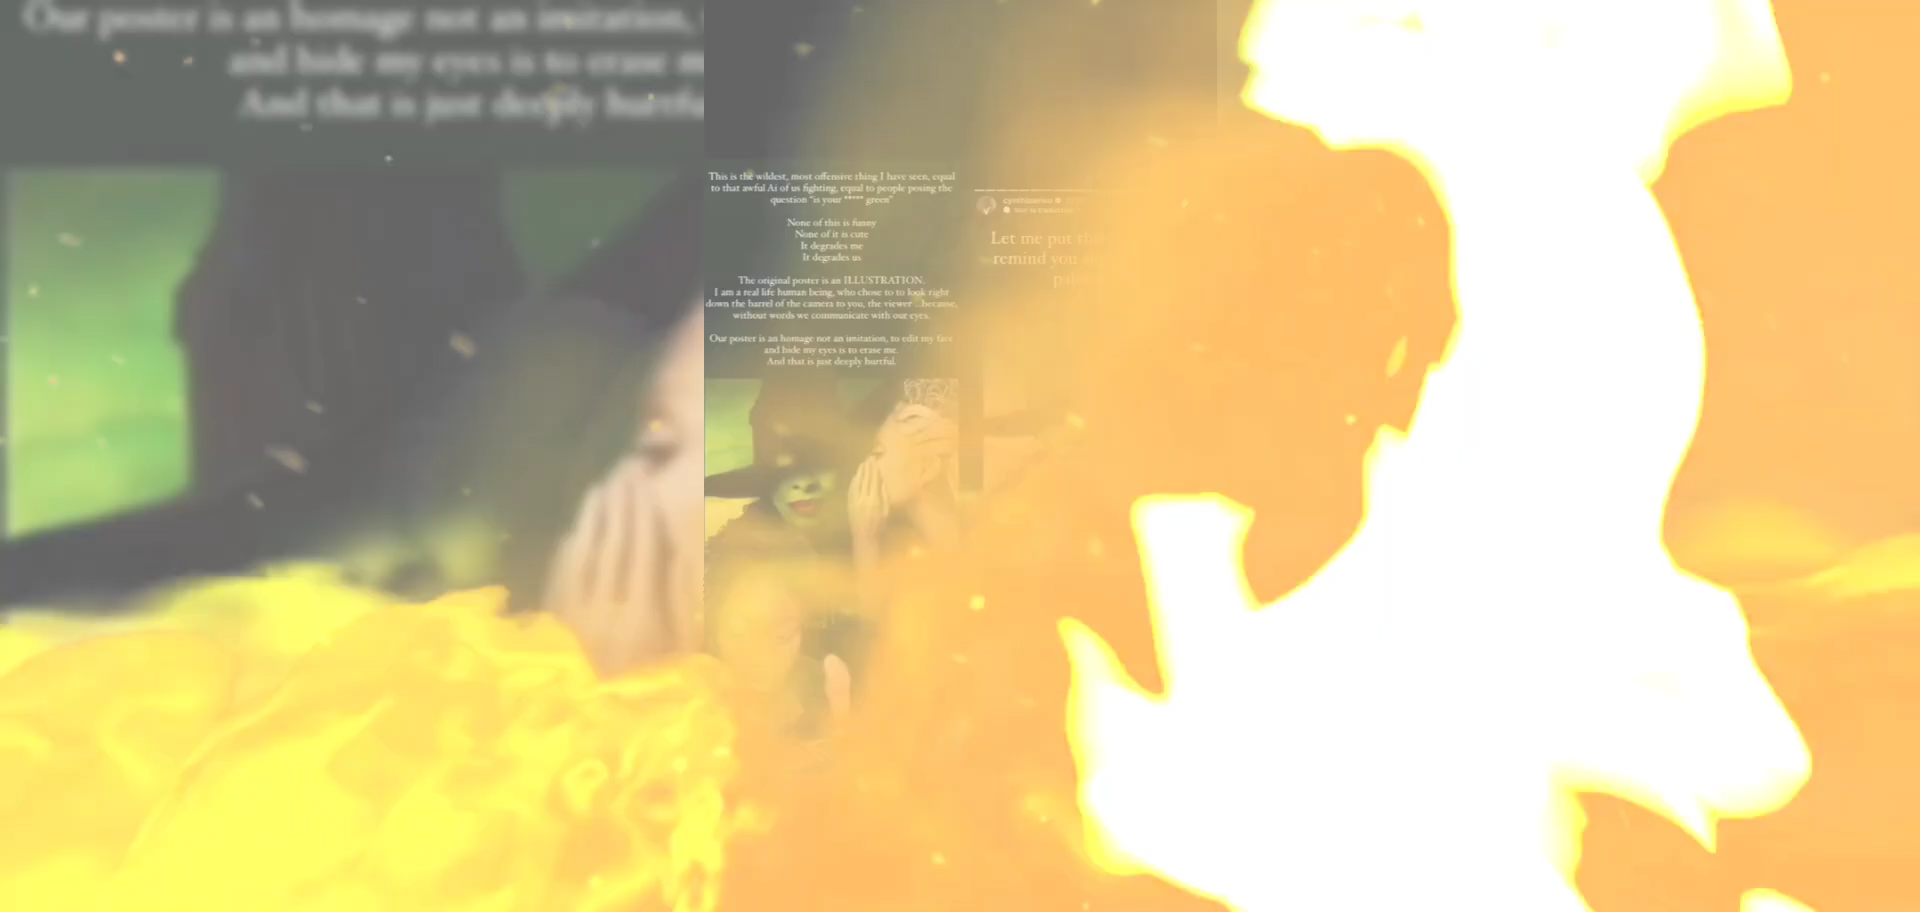 Our poster is an homage not an imitation,
and hide my eyes is to erase
And that is just deeply
This is the wildest, most offensive thing I have seen, equal
to that awful Ai of us fighting, equal to people posing the
question "is your ***** green"
None of this is funny
None of it is cute
It degrades me
It degrades us
The original poster is an ILLUSTRATION.
I am a real life human being, who chose to to look right
down the barrel of the camera to you, the viewer ...because,
without words we communicate with our eyes.
Our poster is an homage not an imitation, to edit my face
and hide my eyes is to erase me.
And that is just deeply hurtful.
cynthiaerivo
Let me put
remind you